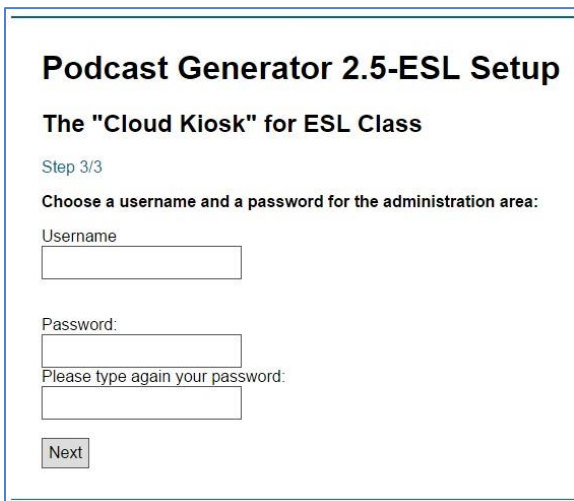 Podcast Generator 2.5-ESL Setup
The "Cloud Kiosk" for ESL Class
Step 3/3
Choose a username and a password for the administration area:
Username
Password:
Please type again your password:
Next